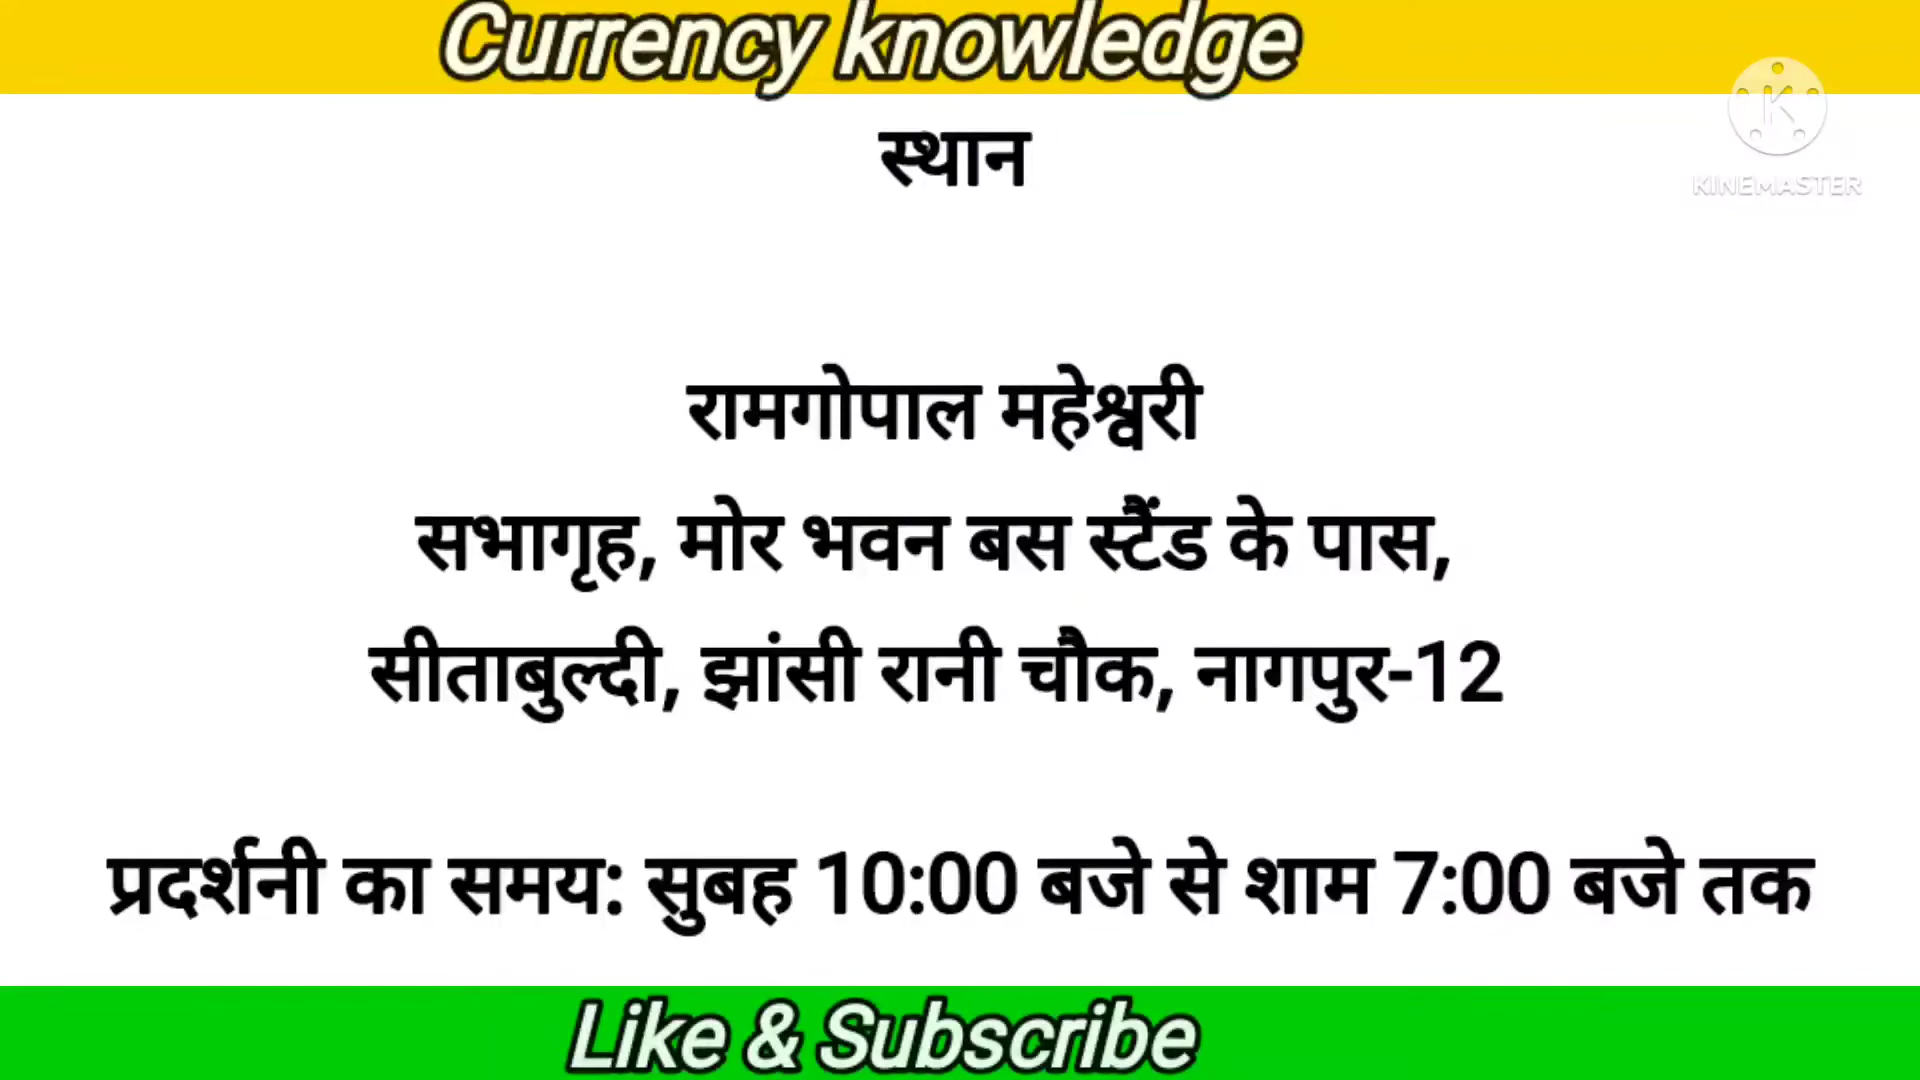 Currency knowledge
KINEMASTER
स्थान
रामगोपाल महेश्वरी
सभागृह, मोर भवन बस स्टैंड के पास,
सीताबुल्दी, झांसी रानी चौक, नागपुर-12
प्रदर्शनी का समय: सुबह 10:00 बजे से शाम 7:00 बजे तक
Like & Subscribe